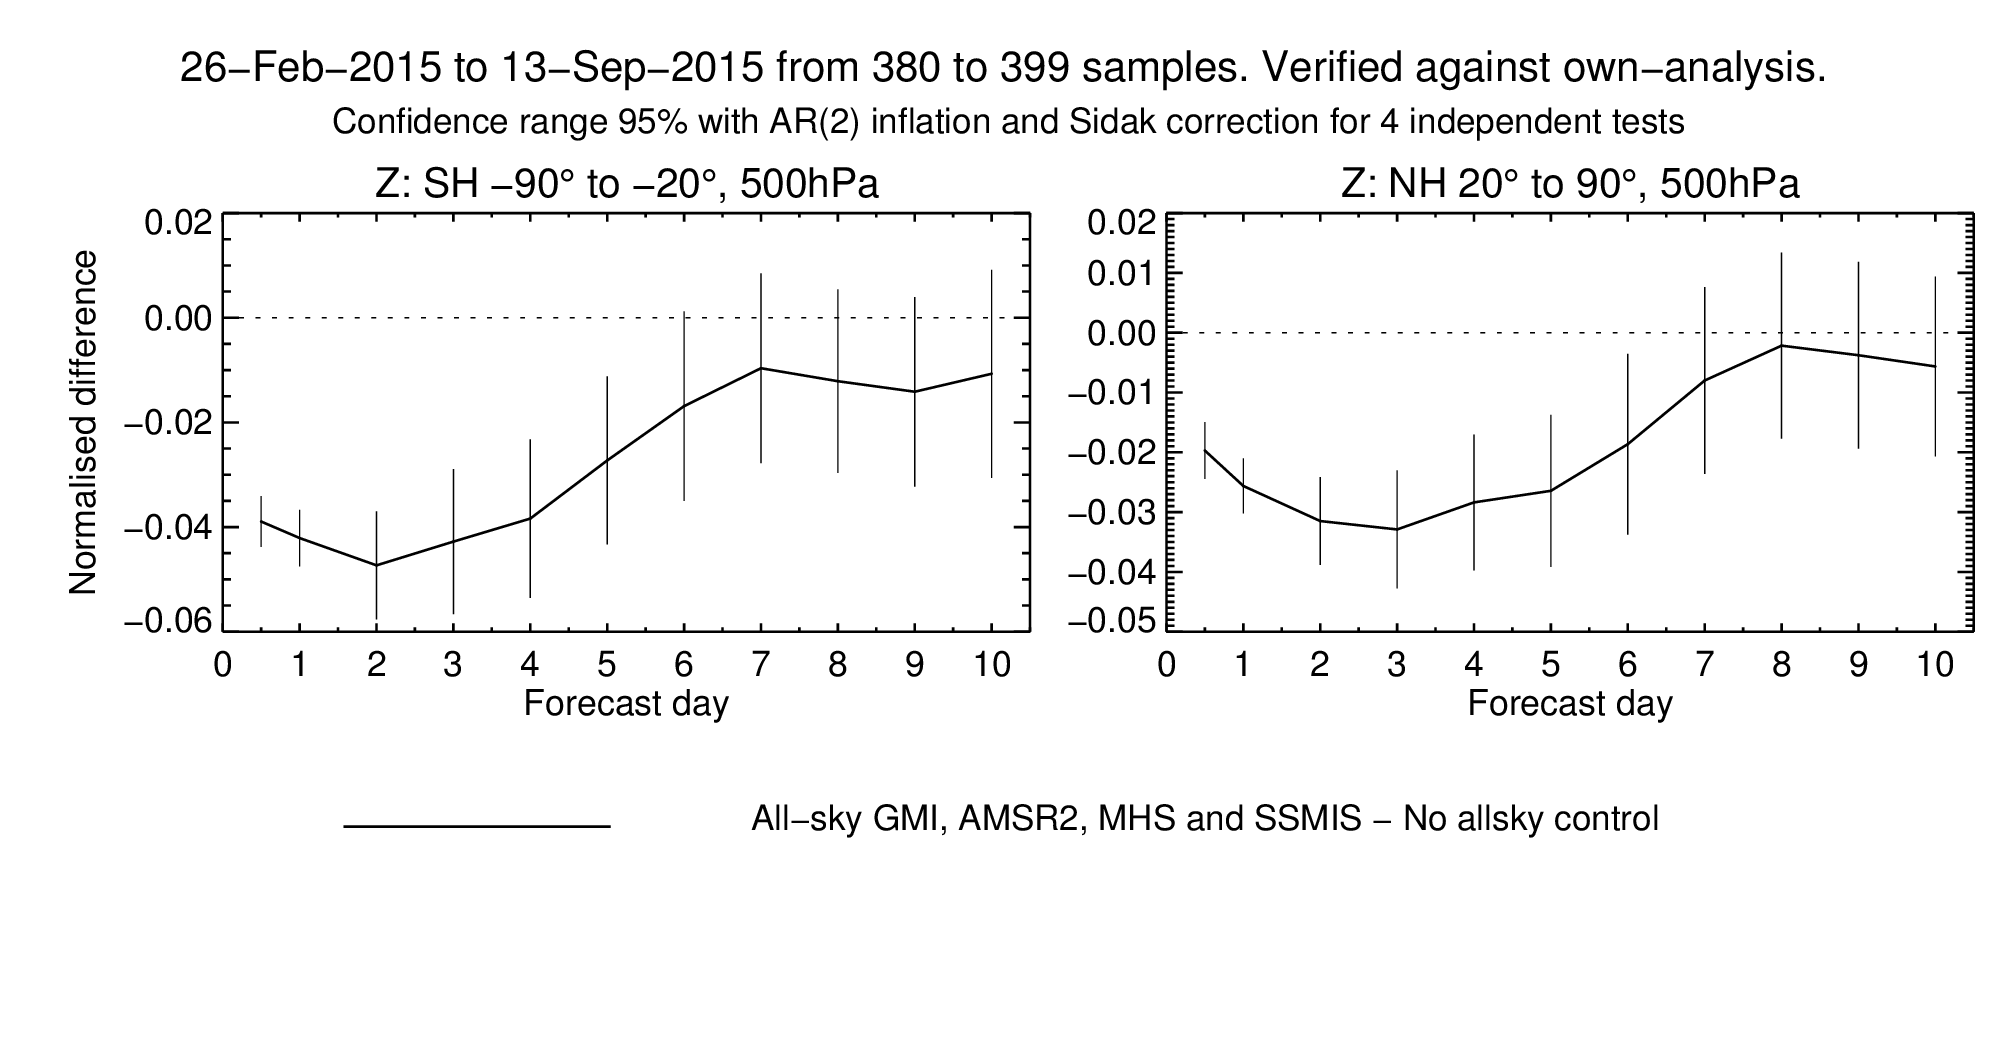 26−Feb−2015 to 13−Sep−2015 from 380 to 399 samples. Verified against own−analysis.
Confidence range 95% with AR(2) inflation and Sidak correction for 4 independent tests
Z: SH −90° to −20°, 500hPa
0.02
0.00
−0.02
−0.04
−0.06
Normalised difference
0 1 2 3 4 5 6 7 8 9 10
Forecast day
Z: NH 20° to 90°, 500hPa
0.02
0.01
0.00
−0.01
−0.02
−0.03
−0.04
−0.05
0 1 2 3 4 5 6 7 8 9 10
Forecast day
All−sky GMI, AMSR2, MHS and SSMIS − No allsky control